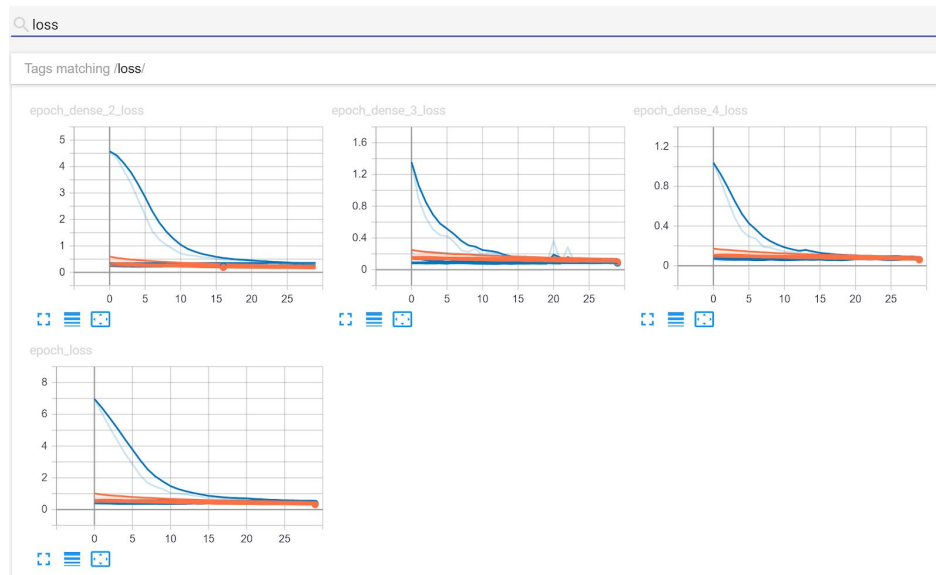 loss
Tags matching /loss/
epoch_dense_2_loss
5
4
3
2
1
0
0 5 10 15 20 25
epoch_dense_3_loss
1.6
1.2
0.8
0.4
0
0 5 10 15 20 25
epoch_dense_4_loss
1.2
0.8
0.4
0
0 5 10 15 20 25
epoch_loss
8
6
4
2
0
0 5 10 15 20 25